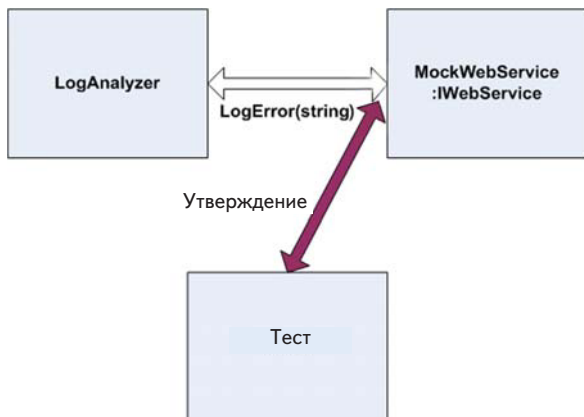 LogAnalyzer
MockWebService
:IWebService
LogError(string)
Утверждение
Тест